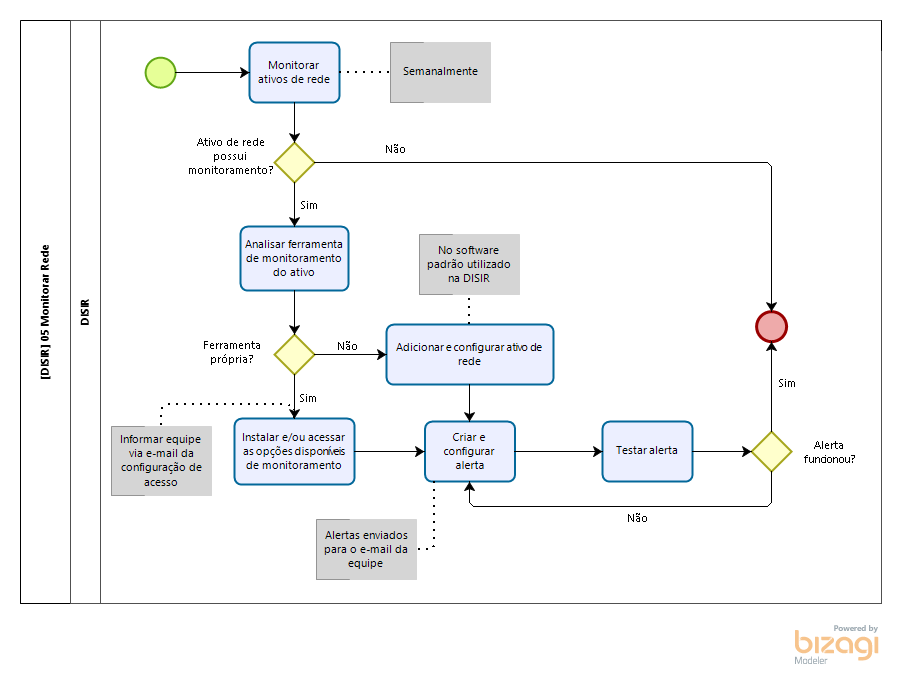 [DISIR] 05 Monitorar Rede
DISIR
Monitorar
ativos de rede
Semanalmente
Ativo de rede
possui
monitoramento?
Não
Sim
Analisar ferramenta
de monitoramento
do ativo
No software
padrão utilizado
na DISIR
Ferramenta
própria?
Não
Adicionar e configurar ativo de
rede
Sim
Sim
Informar equipe
via e-mail da
configuração de
acesso
Instalar e/ou acessar
as opções disponíveis
de monitoramento
Criar e
configurar
alerta
Testar alerta
Alerta
funcionou?
Não
Alertas enviados
para o e-mail da
equipe
Powered by
bizagi
Modeler